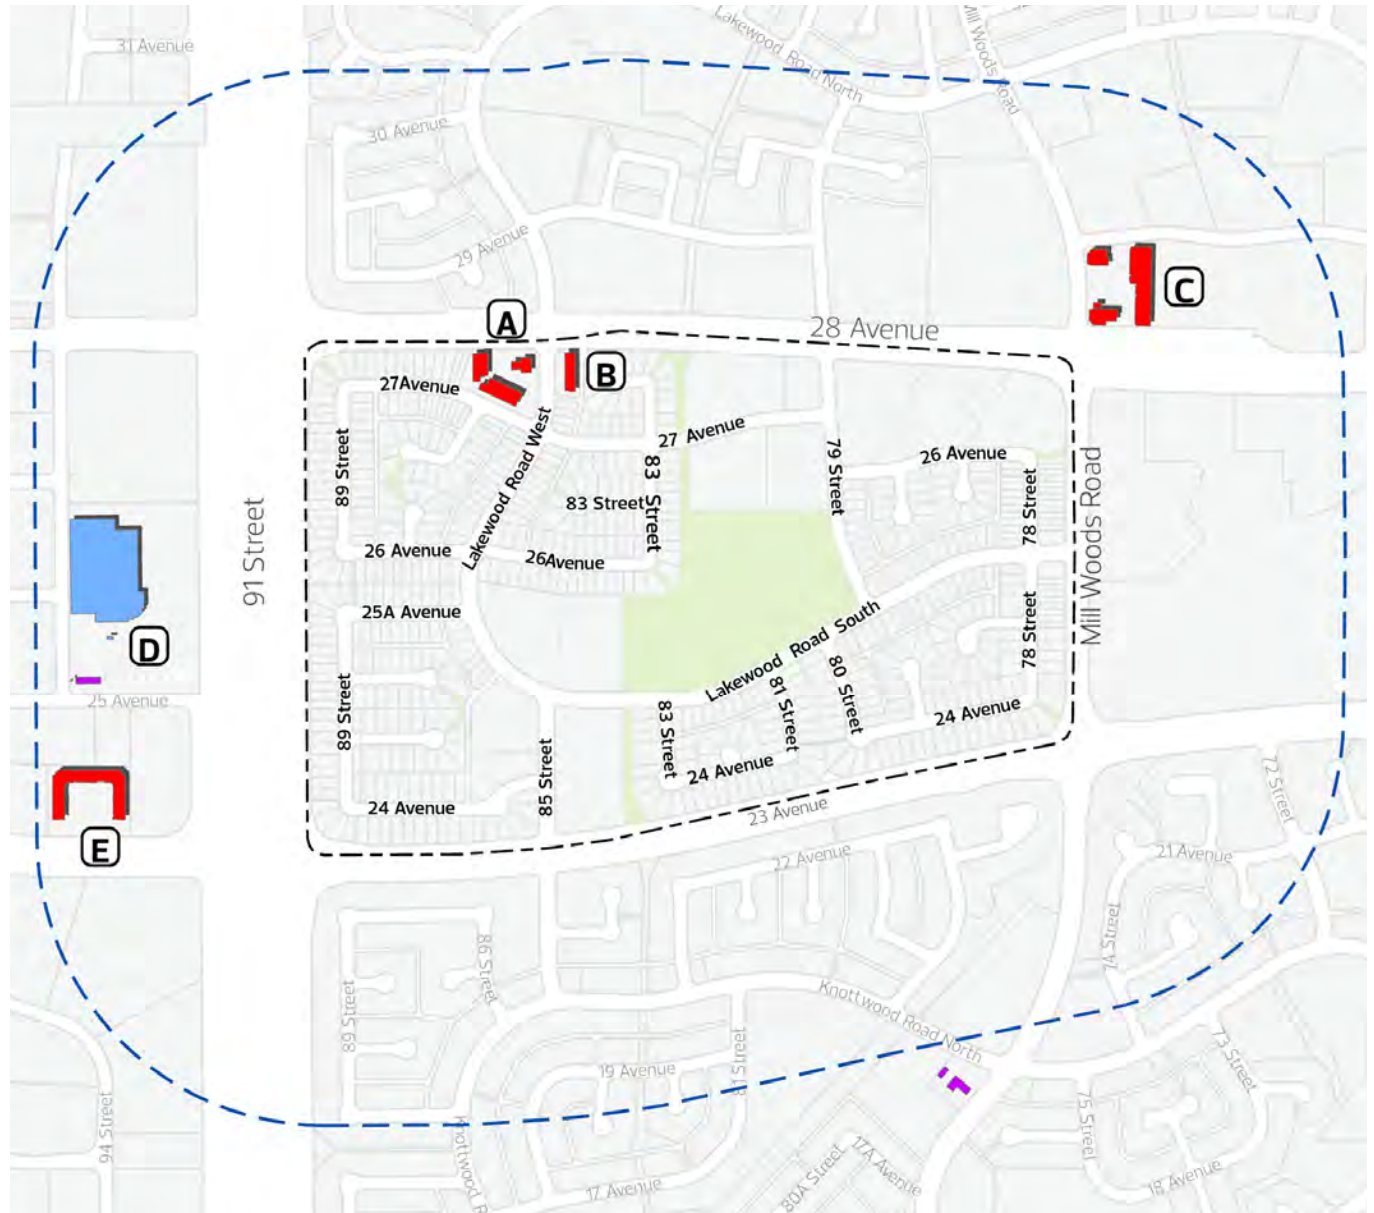 31 Avenue
Lakewood Road North
Mill Woods Road
30 Avenue
29 Avenue
A
28 Avenue
C
B
27Avenue
Lakewood Road West
27 Avenue
89 Street
83 Street
83 Street
79 Street
26 Avenue
78 Street
Mill Woods Road
91 Street
26 Avenue
26Avenue
25A Avenue
D
Lakewood Road South
78 Street
25 Avenue
89 Street
83 Street
81 Street
80 Street
24 Avenue
85 Street
24 Avenue
24 Avenue
23 Avenue
72 Street
E
22 Avenue
21 Avenue
86 Street
74 Street
89 Street
Knottwood Road North
19 Avenue
81 Street
73 Street
94 Street
Knottwood R
75 Street
17A Avenue
80A Street
17 Avenue
18 Avenue